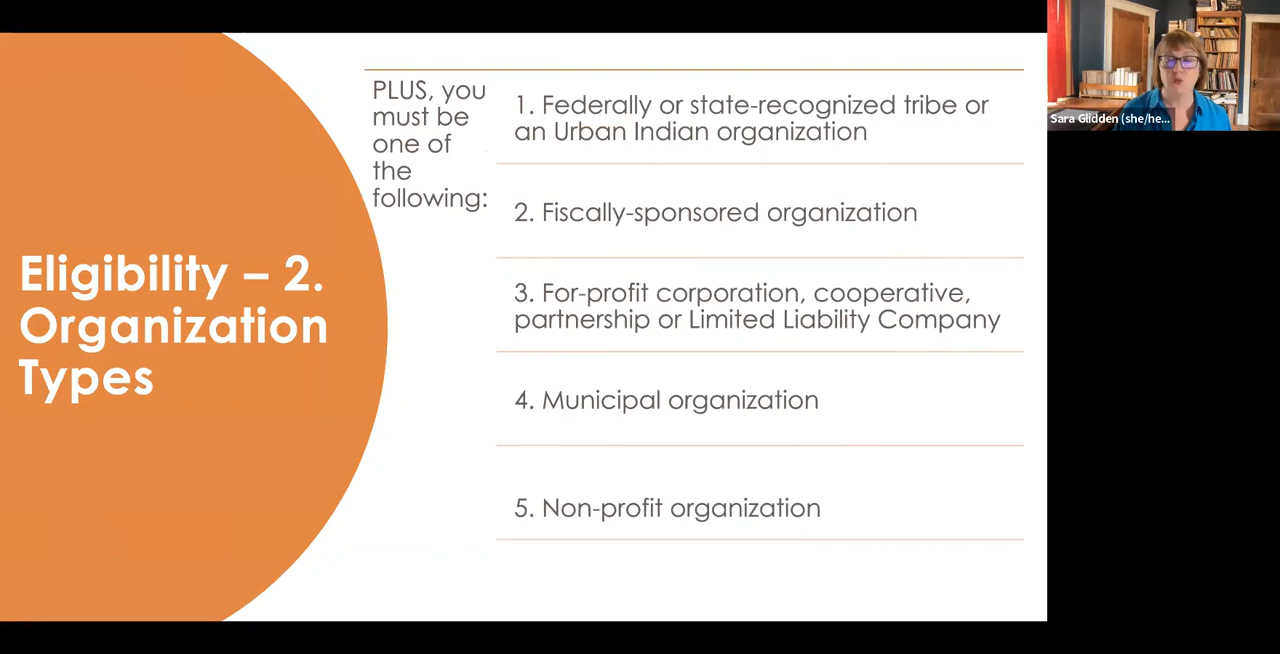 Eligibility – 2.
Organization
Types
PLUS, you
must be
one of
the
following:
1. Federally or state-recognized tribe or
an Urban Indian organization
2. Fiscally-sponsored organization
3. For-profit corporation, cooperative,
partnership or Limited Liability Company
4. Municipal organization
5. Non-profit organization
Sara Glidden (she/he...